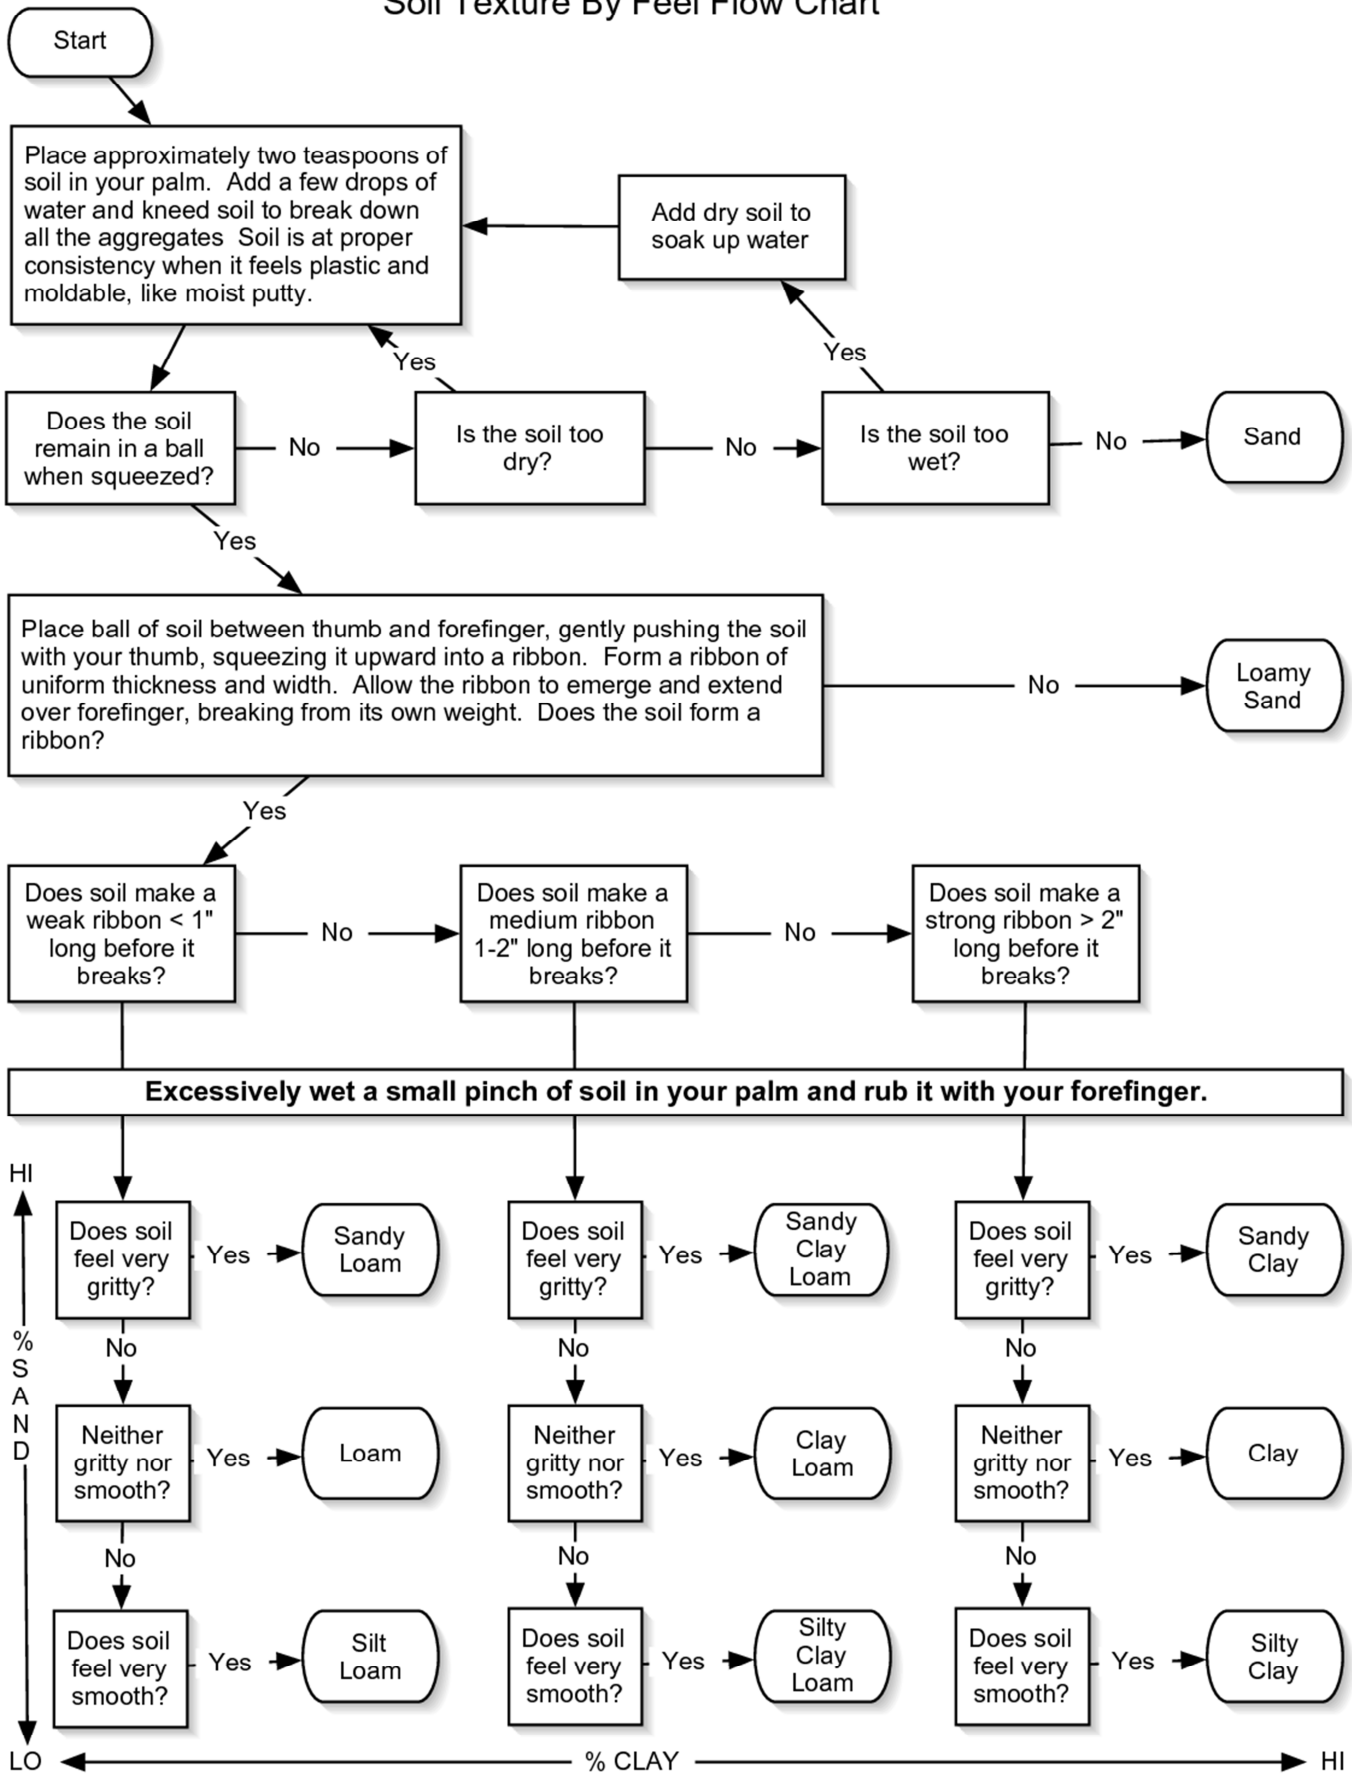 Soil Texture By Feel Flow Chart
Start
Place approximately two teaspoons of
soil in your palm.  Add a few drops of
water and kneed soil to break down
all the aggregates  Soil is at proper
consistency when it feels plastic and
moldable, like moist putty.
Add dry soil to
soak up water
Yes
Yes
Does the soil
remain in a ball
when squeezed?
No
Is the soil too
dry?
No
Is the soil too
wet?
No
Sand
Yes
Place ball of soil between thumb and forefinger, gently pushing the soil
with your thumb, squeezing it upward into a ribbon.  Form a ribbon of
uniform thickness and width.  Allow the ribbon to emerge and extend
over forefinger, breaking from its own weight.  Does the soil form a
ribbon?
No
Loamy
Sand
Yes
Does soil make a
weak ribbon < 1"
long before it
breaks?
No
Does soil make a
medium ribbon
1-2" long before it
breaks?
No
Does soil make a
strong ribbon > 2"
long before it
breaks?
Excessively wet a small pinch of soil in your palm and rub it with your forefinger.
HI
%
S
A
N
D
LO
Does soil
feel very
gritty?
Yes
Sandy
Loam
Does soil
feel very
gritty?
Yes
Sandy
Clay
Loam
Does soil
feel very
gritty?
Yes
Sandy
Clay
No
No
No
Neither
gritty nor
smooth?
Yes
Loam
Neither
gritty nor
smooth?
Yes
Clay
Loam
Neither
gritty nor
smooth?
Yes
Clay
No
No
No
Does soil
feel very
smooth?
Yes
Silt
Loam
Does soil
feel very
smooth?
Yes
Silty
Clay
Loam
Does soil
feel very
smooth?
Yes
Silty
Clay
% CLAY
HI